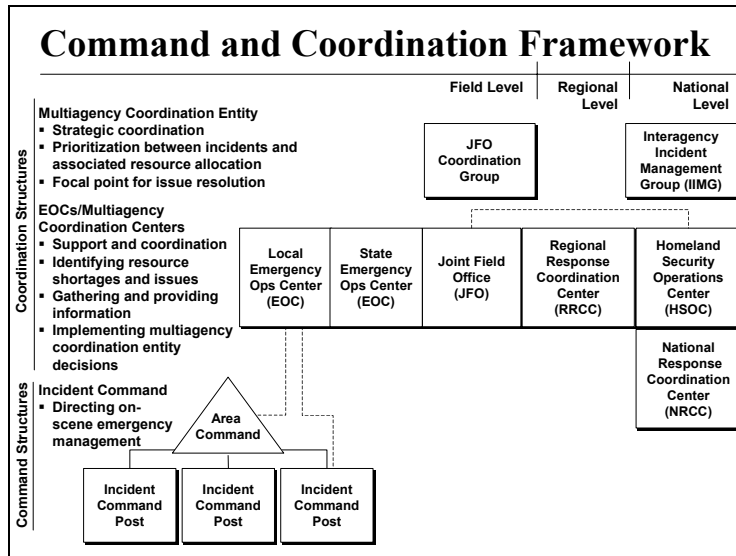 Command and Coordination Framework
Field Level
Regional
Level
National
Level
Coordination Structures
Multiagency Coordination Entity
▪ Strategic coordination
▪ Prioritization between incidents and
associated resource allocation
▪ Focal point for issue resolution
JFO
Coordination
Group
Interagency
Incident
Management
Group (IIMG)
EOCs/Multiagency
Coordination Centers
▪ Support and coordination
▪ Identifying resource
shortages and issues
▪ Gathering and providing
information
▪ Implementing multiagency
coordination entity
decisions
Local
Emergency
Ops Center
(EOC)
State
Emergency
Ops Center
(EOC)
Joint Field
Office
(JFO)
Regional
Response
Coordination
Center
(RRCC)
Homeland
Security
Operations
Center
(HSOC)
National
Response
Coordination
Center
(NRCC)
Command Structures
Incident Command
▪ Directing on-
scene emergency
management
Area
Command
Incident
Command
Post
Incident
Command
Post
Incident
Command
Post